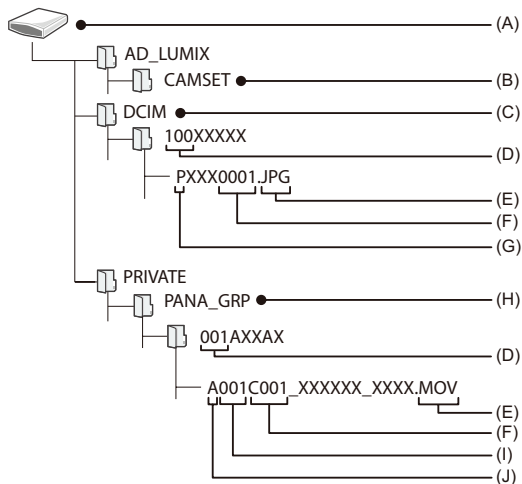 (A)
AD_LUMIX
CAMSET (B)
DCIM (C)
100XXXXX
(D)
PXXX0001.JPG
(E)
(F)
(G)
PRIVATE
PANA_GRP (H)
001AXXAX
(D)
A001C001_XXXXXX_XXXX.MOV
(E)
(F)
(I)
(J)